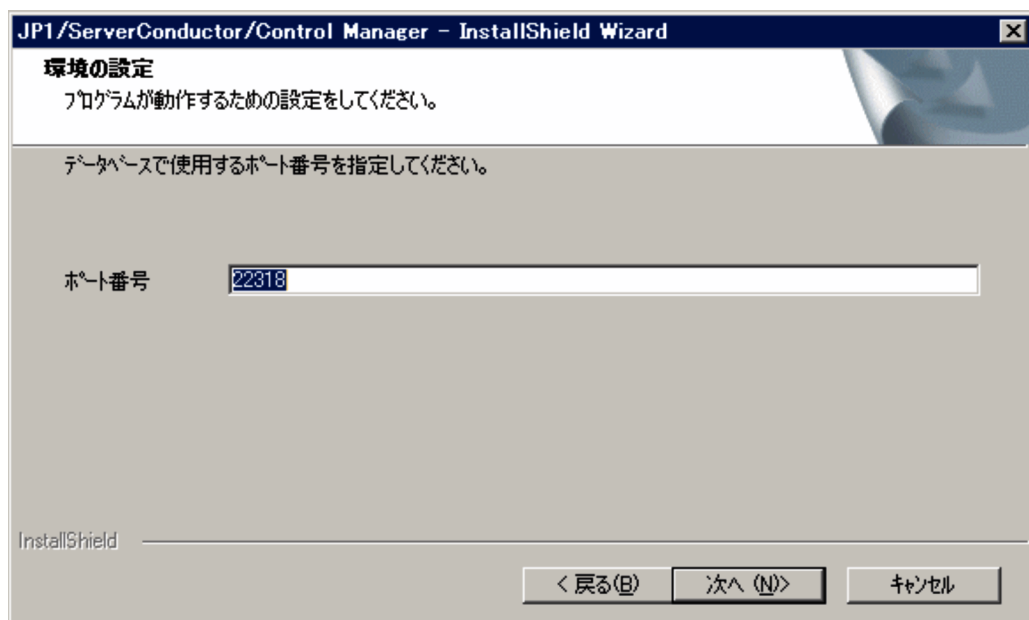 JP1/ServerConductor/Control Manager - InstallShield Wizard
環境の設定
プログラムが動作するための設定をしてください。
データベースで使用するポート番号を指定してください。
ポート番号 22318
InstallShield
< 戻る(B) 次へ (N)> キャンセル